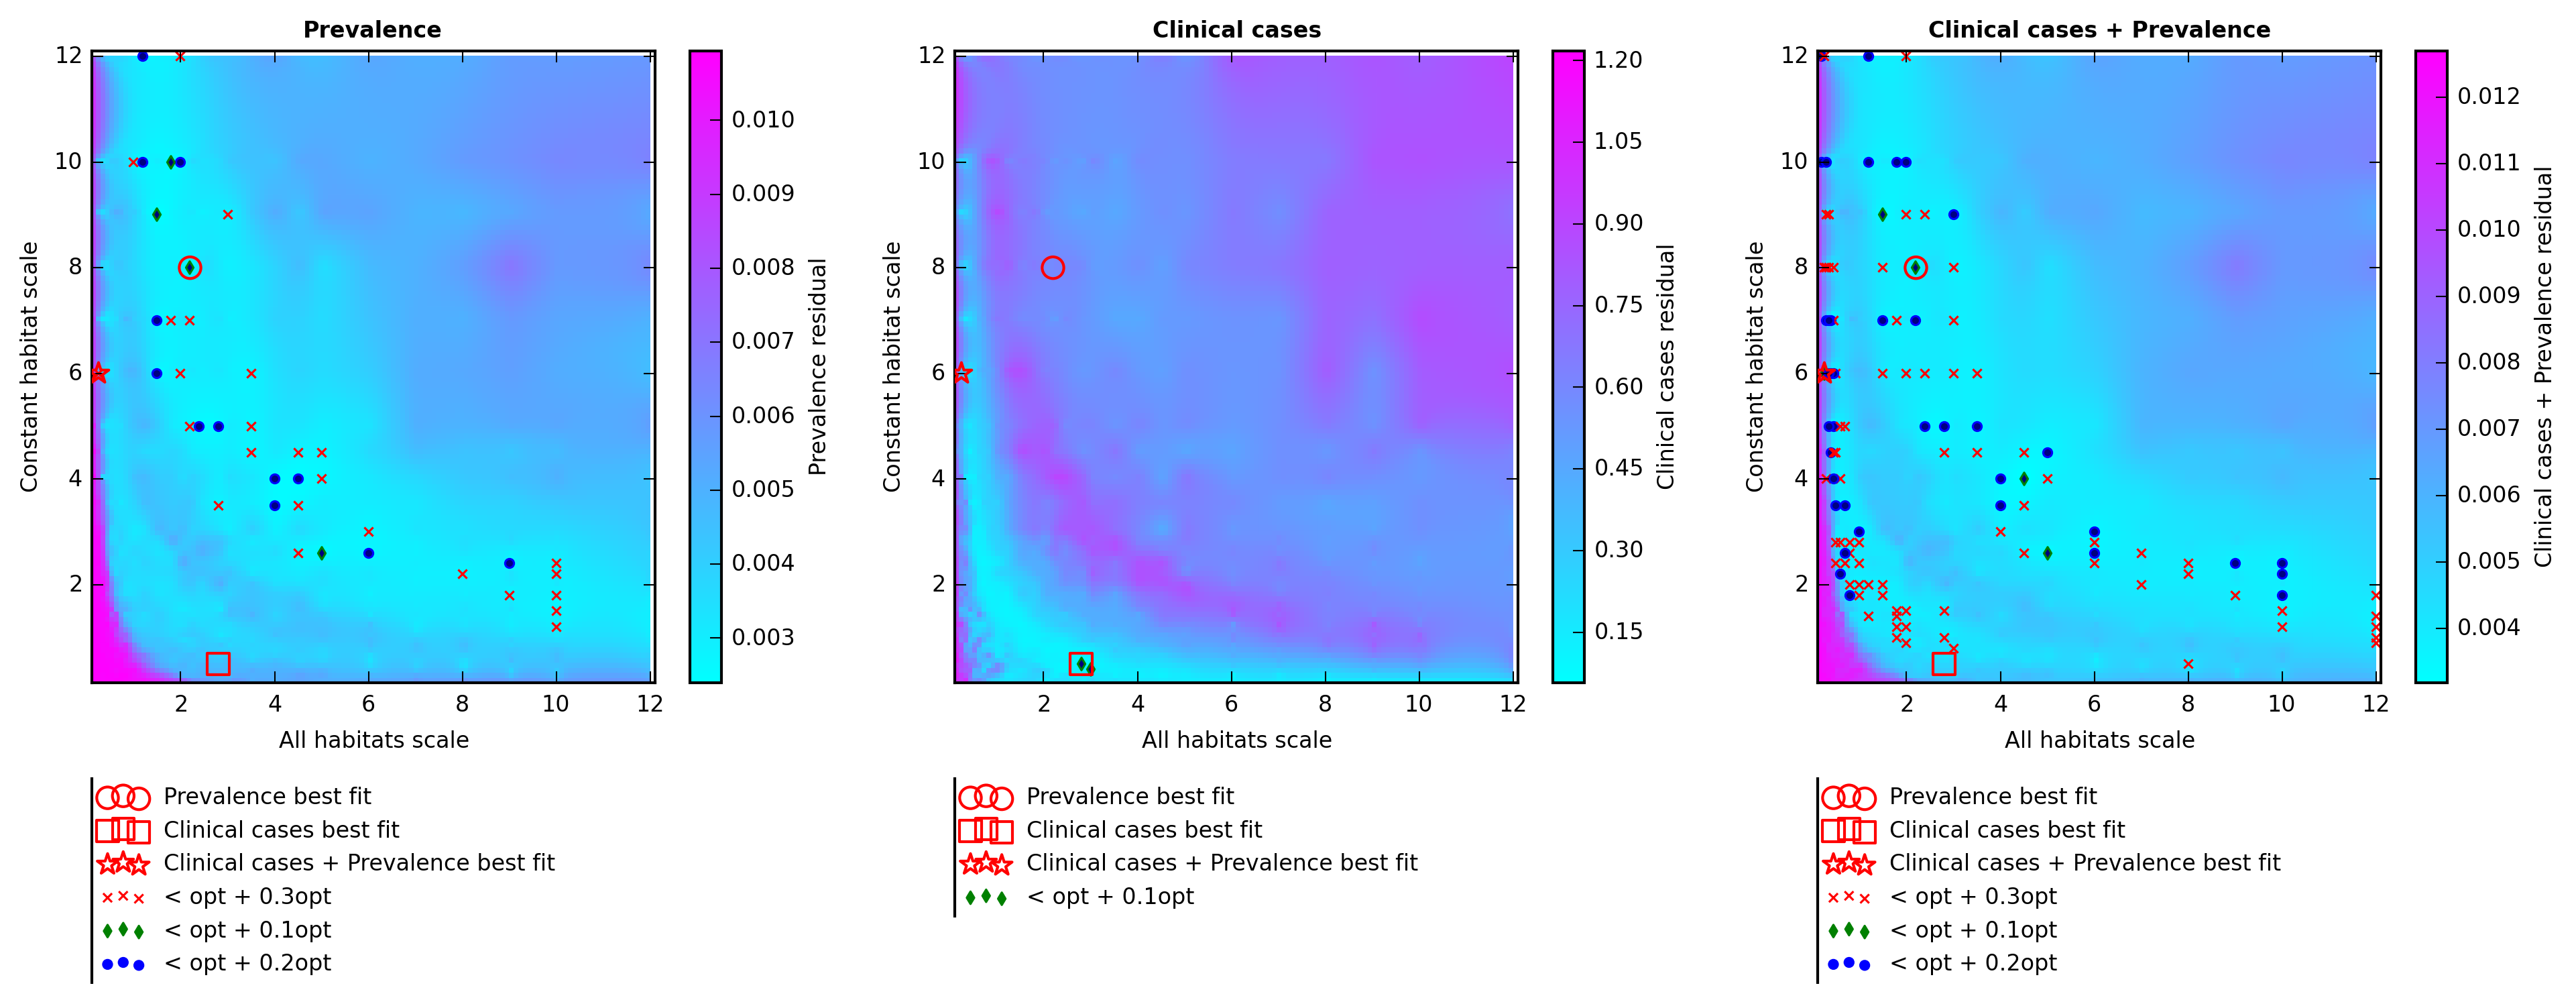 Prevalence
12
10
8
6
4
2
2
4
6
8
10
12
Constant habitat scale
All habitats scale
0.010
0.009
0.008
0.007
0.006
0.005
0.004
0.003
Prevalence residual
Prevalence best fit
Clinical cases best fit
Clinical cases + Prevalence best fit
< opt + 0.3opt
< opt + 0.1opt
< opt + 0.2opt
Clinical cases
12
10
8
6
4
2
2
4
6
8
10
12
Constant habitat scale
All habitats scale
1.20
1.05
0.90
0.75
0.60
0.45
0.30
0.15
Clinical cases residual
Prevalence best fit
Clinical cases best fit
Clinical cases + Prevalence best fit
< opt + 0.1opt
Clinical cases + Prevalence
12
10
8
6
4
2
2
4
6
8
10
12
Constant habitat scale
All habitats scale
0.012
0.011
0.010
0.009
0.008
0.007
0.006
0.005
0.004
Clinical cases + Prevalence residual
Prevalence best fit
Clinical cases best fit
Clinical cases + Prevalence best fit
< opt + 0.3opt
< opt + 0.1opt
< opt + 0.2opt